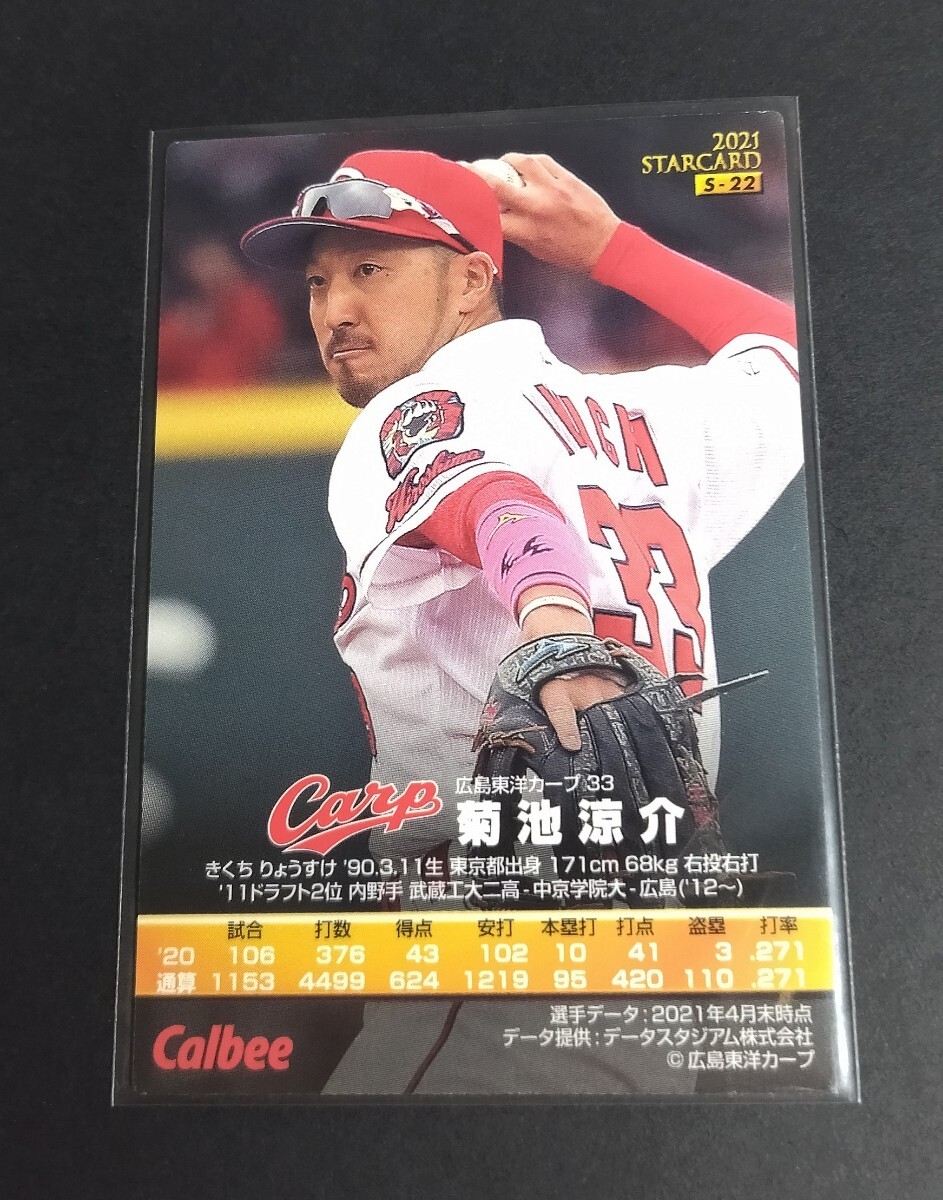 2021
STARCARD
S-22
33
Carp
広島東洋カープ 33
菊池涼介
きくち りょうすけ '90.3.11生 東京都出身 171cm 68kg 右投右打
'11ドラフト2位 内野手 武蔵工大二高-中京学院大-広島('12～)
試合 打数 得点 安打 本塁打 打点 盗塁 打率
'20 106 376 43 102 10 41 3 .271
通算 1153 4499 624 1219 95 420 110 .271
選手データ:2021年4月末時点
データ提供:データスタジアム株式会社
©広島東洋カープ
Calbee